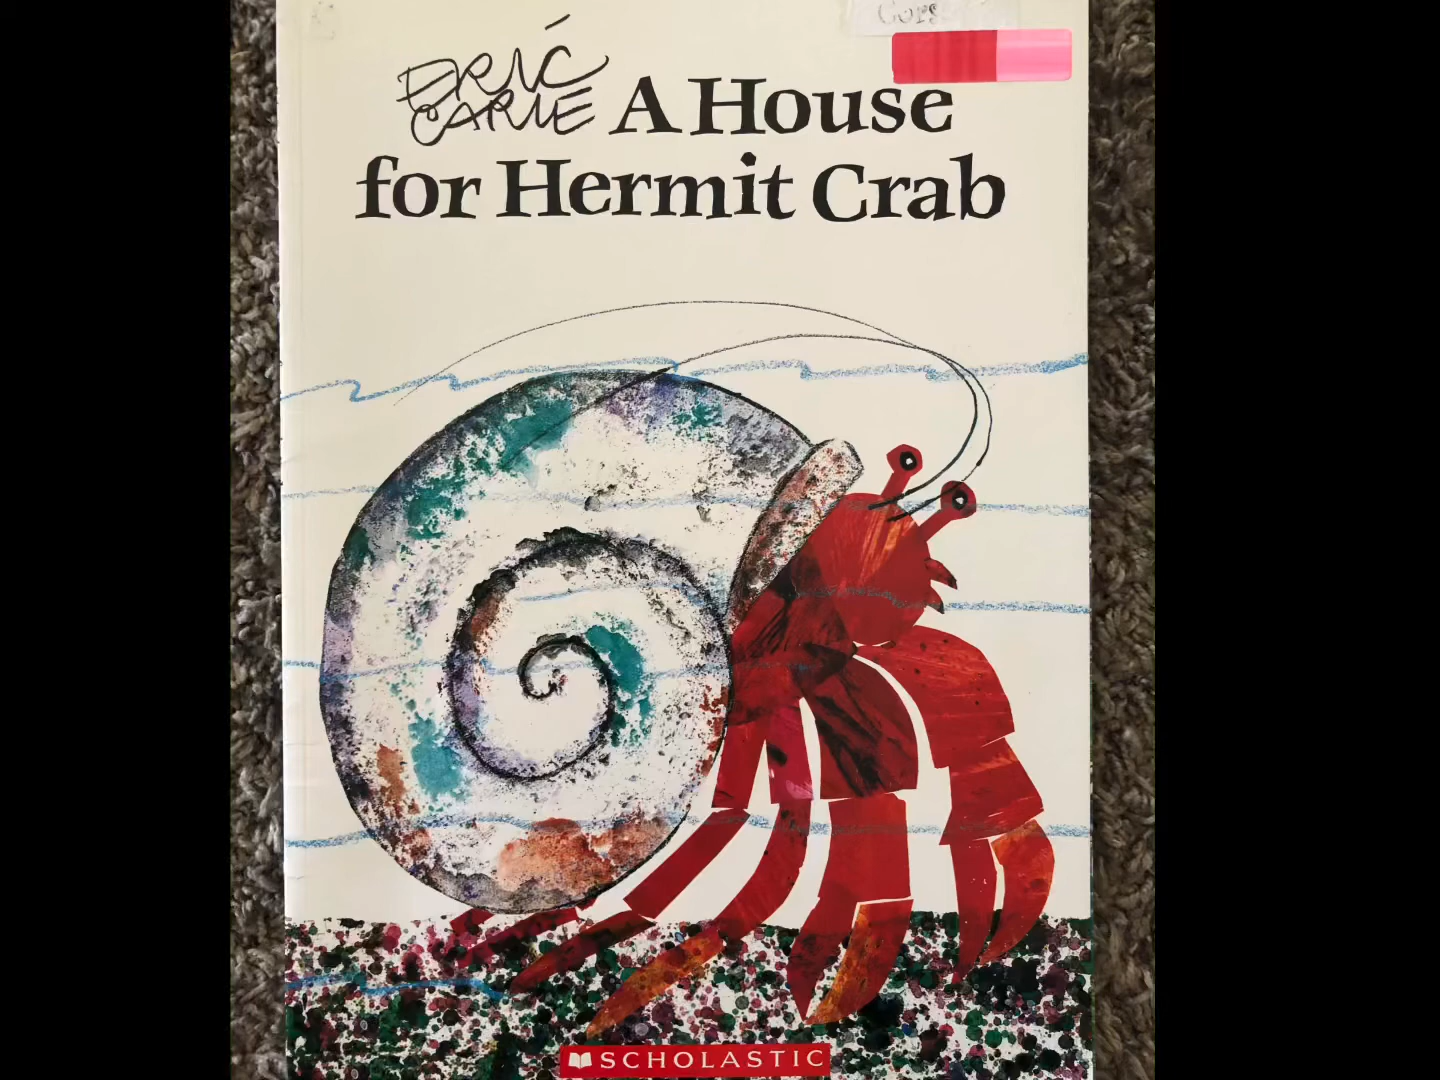 ERIC
CARLE
A House
for Hermit Crab
SCHOLASTIC